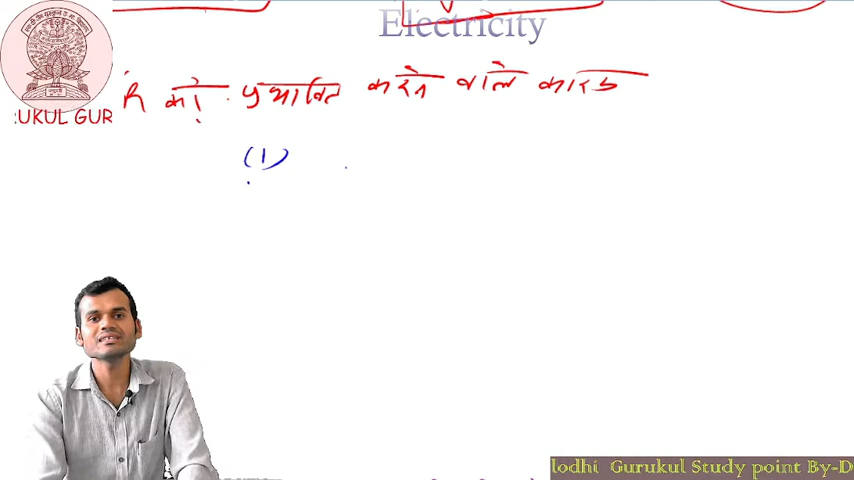 Electricity
R को प्रभावित करने वाले कारक
UKUL GUR
(1)
lodhi Gurukul Study point By-D